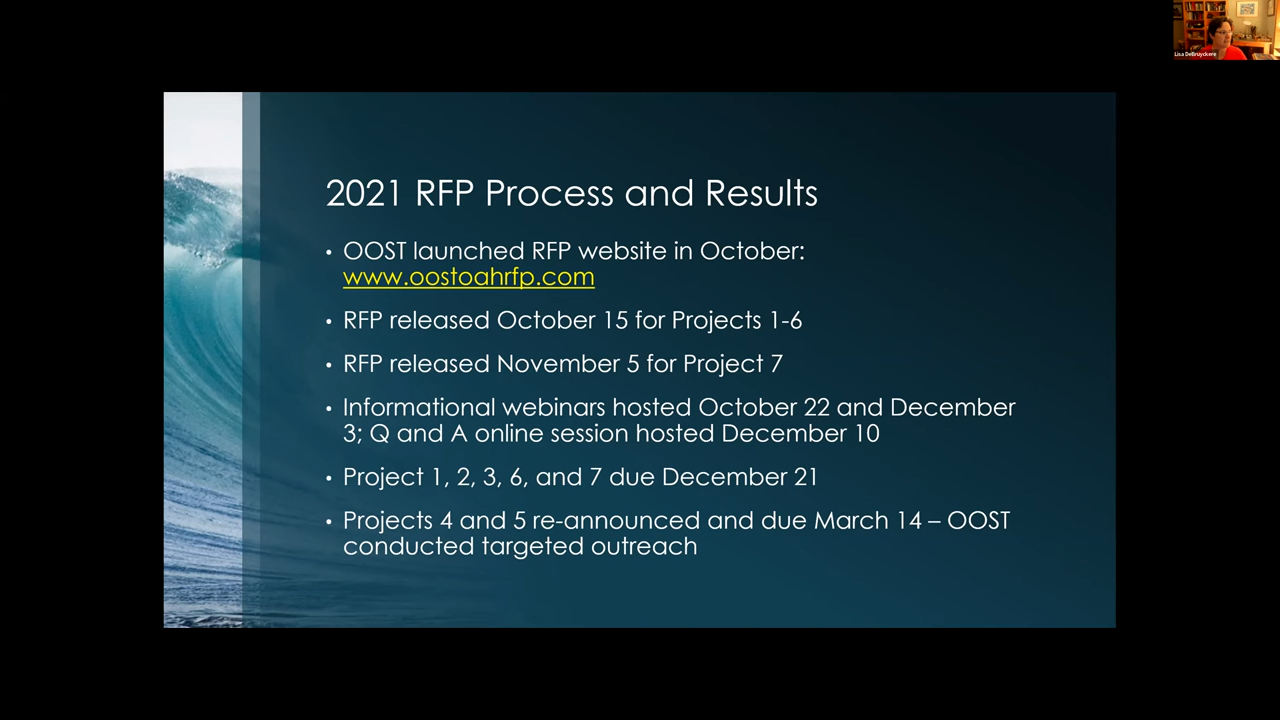 Lisa DeBruyckere
2021 RFP Process and Results
• OOST launched RFP website in October:
www.oostoahrfp.com
• RFP released October 15 for Projects 1-6
• RFP released November 5 for Project 7
• Informational webinars hosted October 22 and December
3; Q and A online session hosted December 10
• Project 1, 2, 3, 6, and 7 due December 21
• Projects 4 and 5 re-announced and due March 14 – OOST
conducted targeted outreach